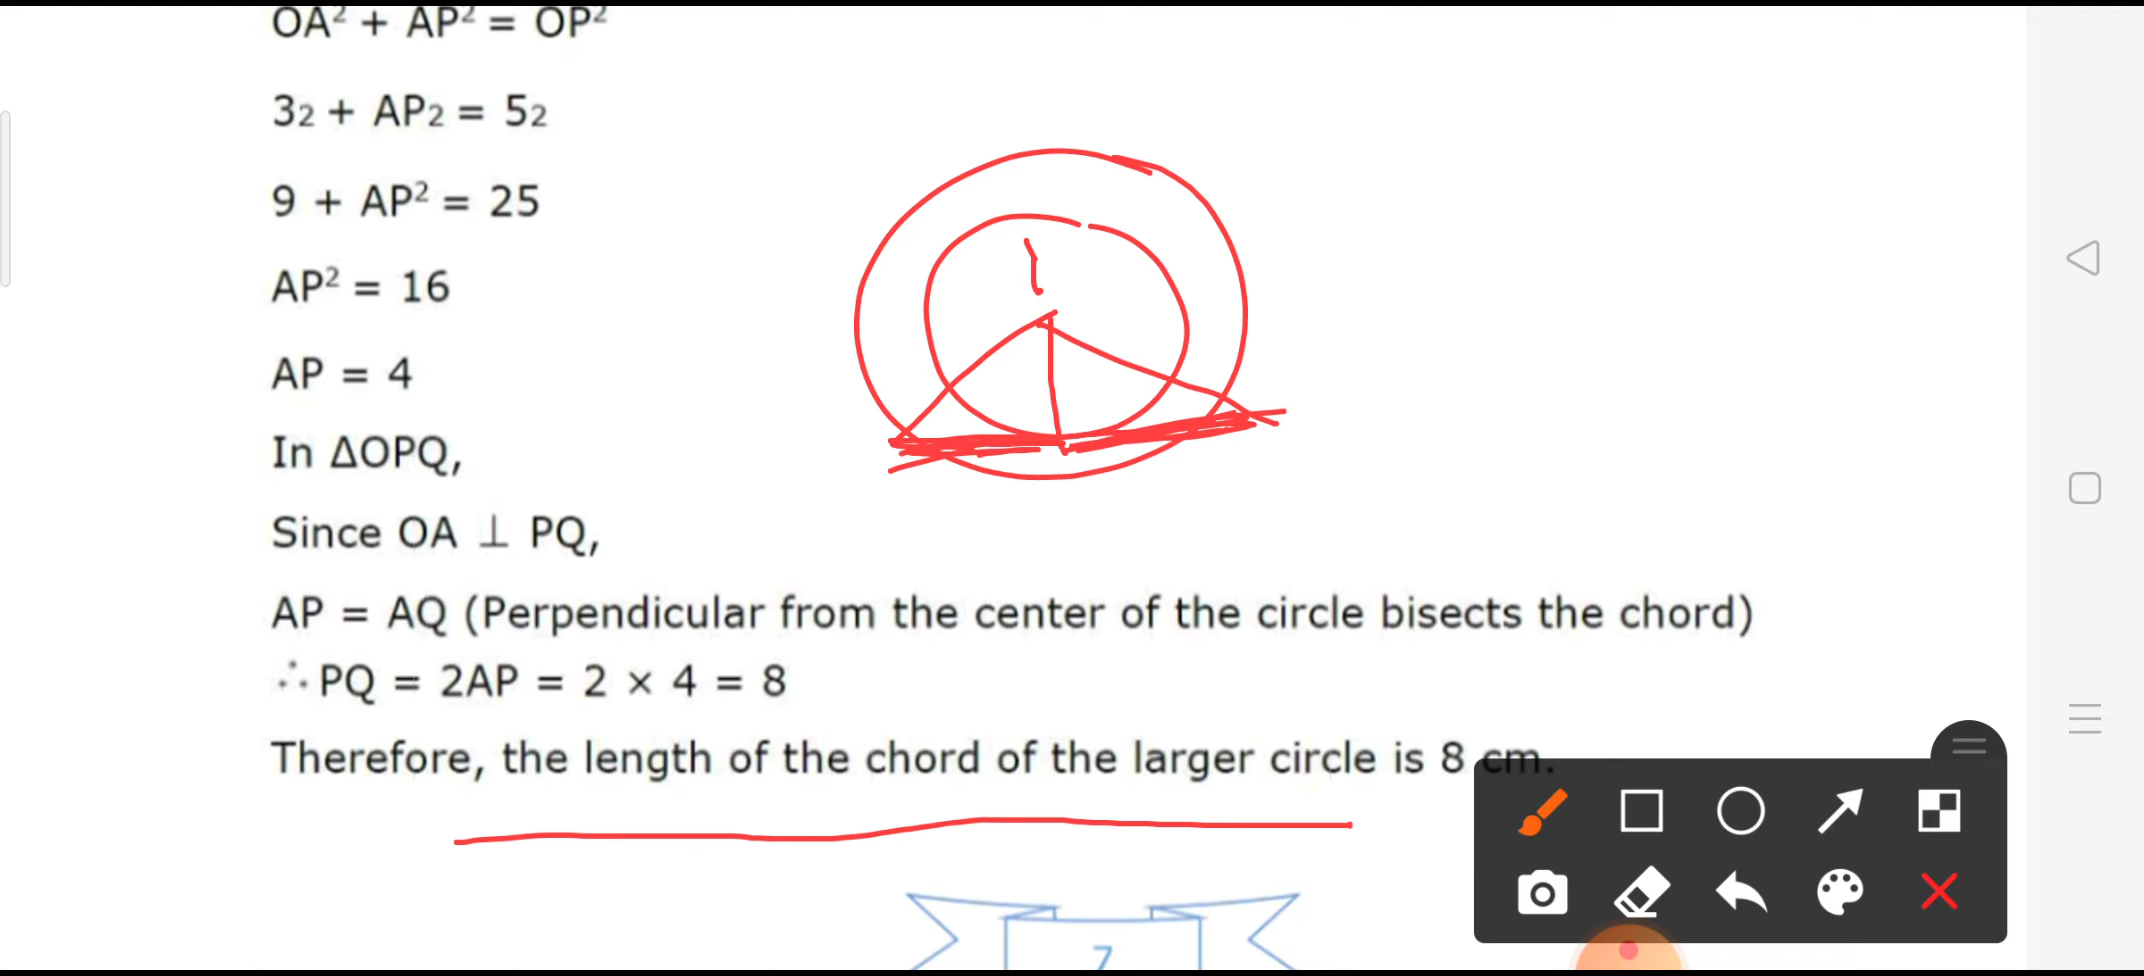 OA² + AP² = OP²
32 + AP2 = 52
9 + AP² = 25
AP² = 16
AP = 4
In ΔOPQ,
Since OA ⊥ PQ,
AP = AQ (Perpendicular from the center of the circle bisects the chord)
∴ PQ = 2AP = 2 × 4 = 8
Therefore, the length of the chord of the larger circle is 8 cm.
7